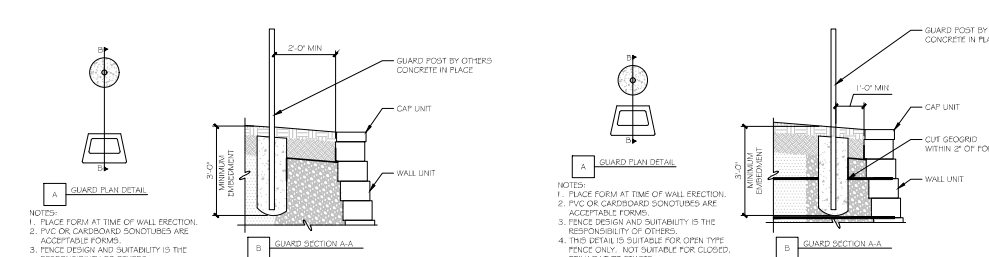 B
B
A
GUARD PLAN DETAIL
NOTES:
1. PLACE FORM AT TIME OF WALL ERECTION.
2. PVC OR CARDBOARD SONOTUBES ARE
ACCEPTABLE FORMS.
3. FENCE DESIGN AND SUITABILITY IS THE
RESPONSIBILITY OF OTHERS.
2'-0" MIN
GUARD POST BY OTHERS
CONCRETE IN PLACE
CAP UNIT
WALL UNIT
3'-0"
MINIMUM
EMBEDMENT
B
GUARD SECTION A-A
B
B
A
GUARD PLAN DETAIL
NOTES:
1. PLACE FORM AT TIME OF WALL ERECTION.
2. PVC OR CARDBOARD SONOTUBES ARE
ACCEPTABLE FORMS.
3. FENCE DESIGN AND SUITABILITY IS THE
RESPONSIBILITY OF OTHERS.
4. THIS DETAIL IS SUITABLE FOR OPEN TYPE
FENCE ONLY. NOT SUITABLE FOR CLOSED,
GUARD POST BY
CONCRETE IN
1'-0" MIN
CAP UNIT
CUT GEOGRID
WITHIN 2" OF
WALL UNIT
3'-0"
MINIMUM
EMBEDMENT
B
GUARD SECTION A-A